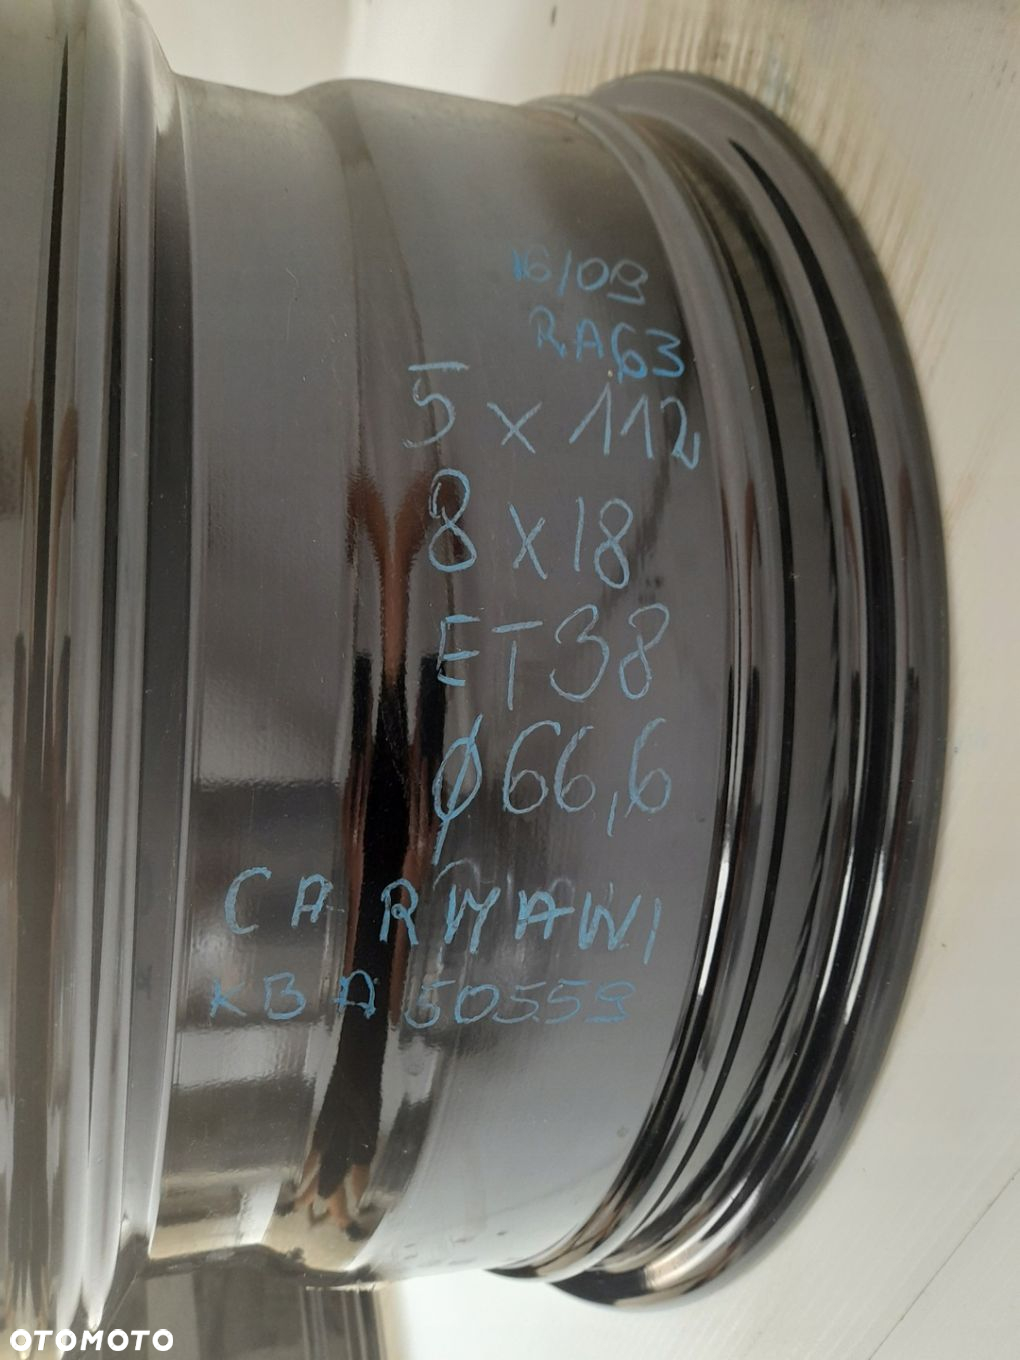 16/09
RA63
5 x 112
8 x 18
ET38
ø66,6
CARMANI
KBA 50559
OTOMOTO